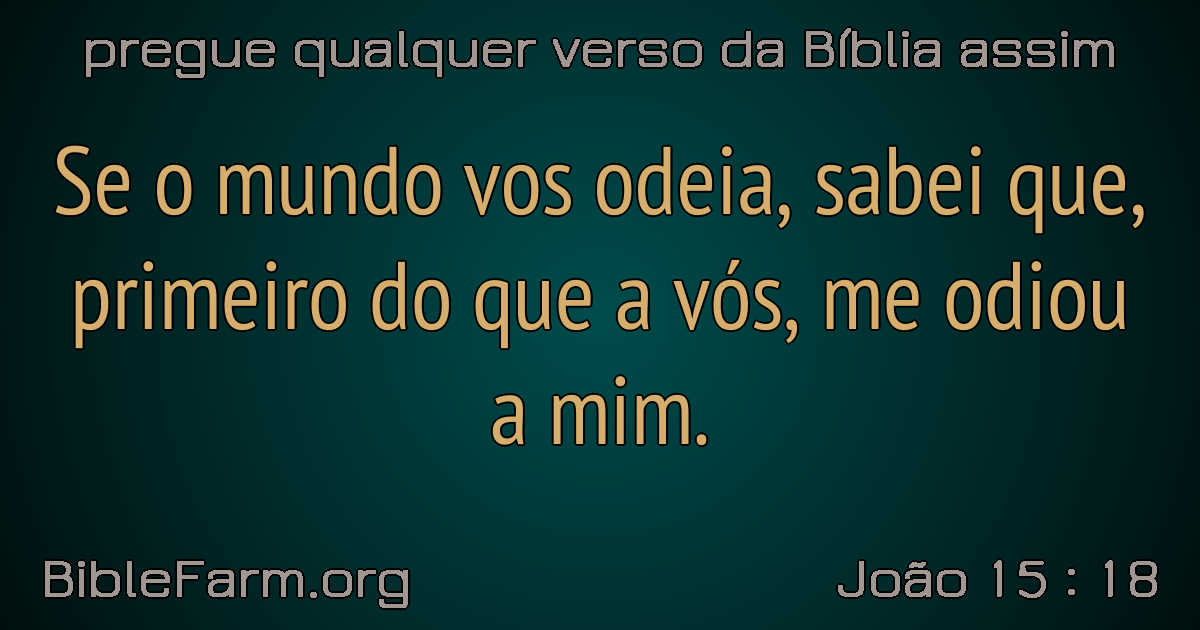 pregue qualquer verso da Bíblia assim
Se o mundo vos odeia, sabei que,
primeiro do que a vós, me odiou
a mim.
BibleFarm.org
João 15 : 18